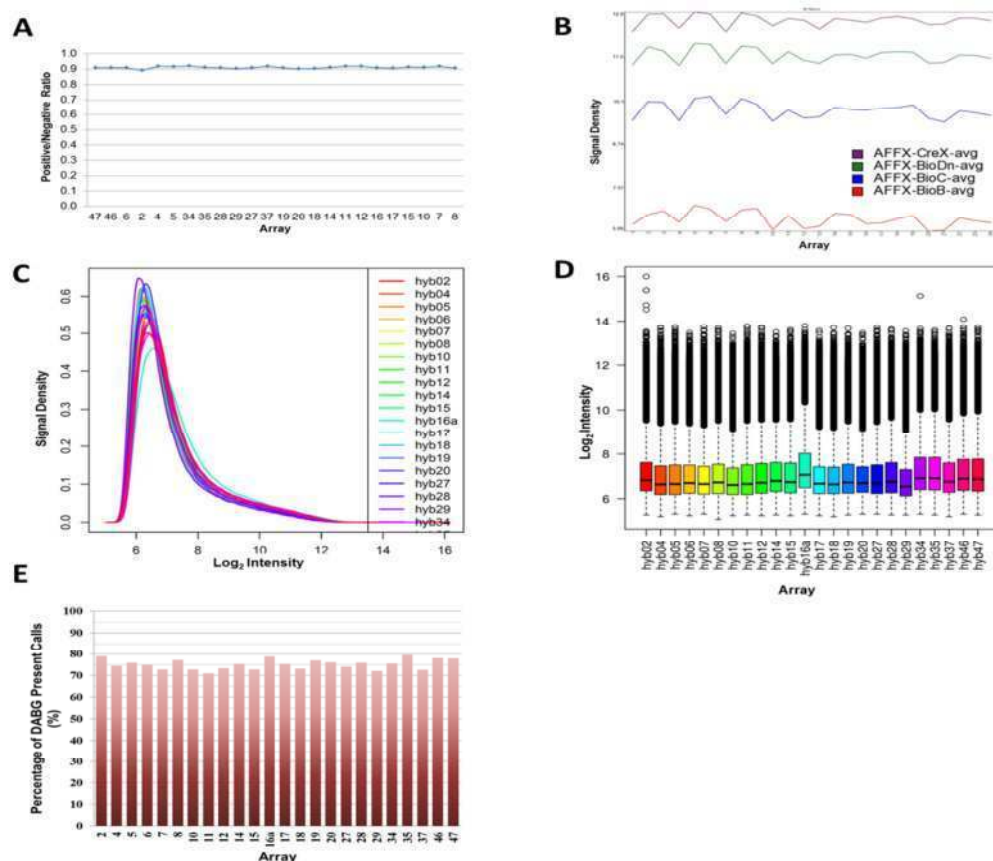 A
1.0
0.9
0.8
0.7
0.6
0.5
0.4
0.3
0.2
0.1
0.0
Positive/Negative Ratio
47 46 6 2 4 5 34 35 28 29 27 37 19 20 18 14 11 12 16 17 15 10 7 8
Array
B
Signal Density
AFFX-CreX-avg
AFFX-BioDn-avg
AFFX-BioC-avg
AFFX-BioB-avg
Array
C
0.6
0.5
0.4
0.3
0.2
0.1
0.0
Signal Density
hyb02
hyb04
hyb05
hyb06
hyb07
hyb08
hyb10
hyb11
hyb12
hyb14
hyb15
hyb16a
hyb17
hyb18
hyb19
hyb20
hyb27
hyb28
hyb29
hyb34
6 8 10 12 14 16
Log2 Intensity
D
16
14
12
10
8
6
Log2 Intensity
hyb02 hyb04 hyb05 hyb06 hyb07 hyb08 hyb10 hyb11 hyb12 hyb14 hyb15 hyb16a hyb17 hyb18 hyb19 hyb20 hyb27 hyb28 hyb29 hyb34 hyb35 hyb37 hyb46 hyb47
Array
E
100
90
80
70
60
50
40
30
20
10
0
Percentage of DABG Present Calls
(%)
2 4 5 6 7 8 10 11 12 14 15 16a 17 18 19 20 27 28 29 34 35 37 46 47
Array